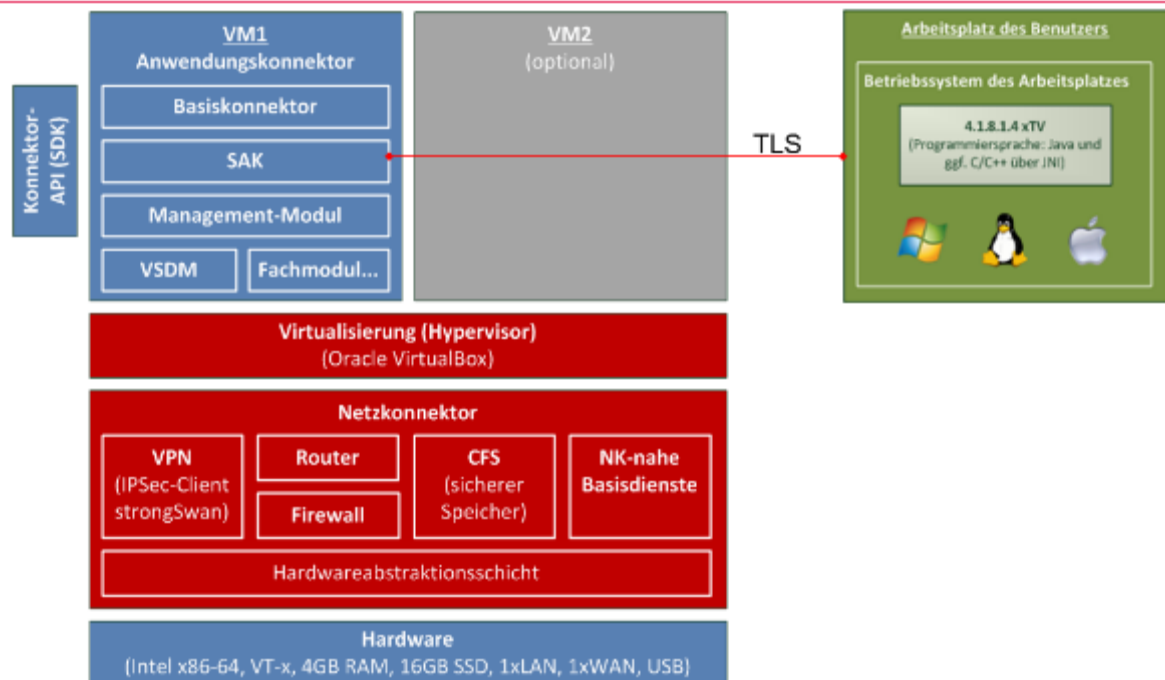 Konnektor-
API (SDK)
VM1
Anwendungskonnektor
Basiskonnektor
SAK
Management-Modul
VSDM
Fachmodul...
VM2
(optional)
TLS
Arbeitsplatz des Benutzers
Betriebssystem des Arbeitsplatzes
4.1.8.1.4 xTV
(Programmiersprache: Java und
ggf. C/C++ über JNI)
Virtualisierung (Hypervisor)
(Oracle VirtualBox)
Netzkonnektor
VPN
(IPSec-Client
strongSwan)
Router
Firewall
CFS
(sicherer
Speicher)
NK-nahe
Basisdienste
Hardwareabstraktionsschicht
Hardware
(Intel x86-64, VT-x, 4GB RAM, 16GB SSD, 1xLAN, 1xWAN, USB)